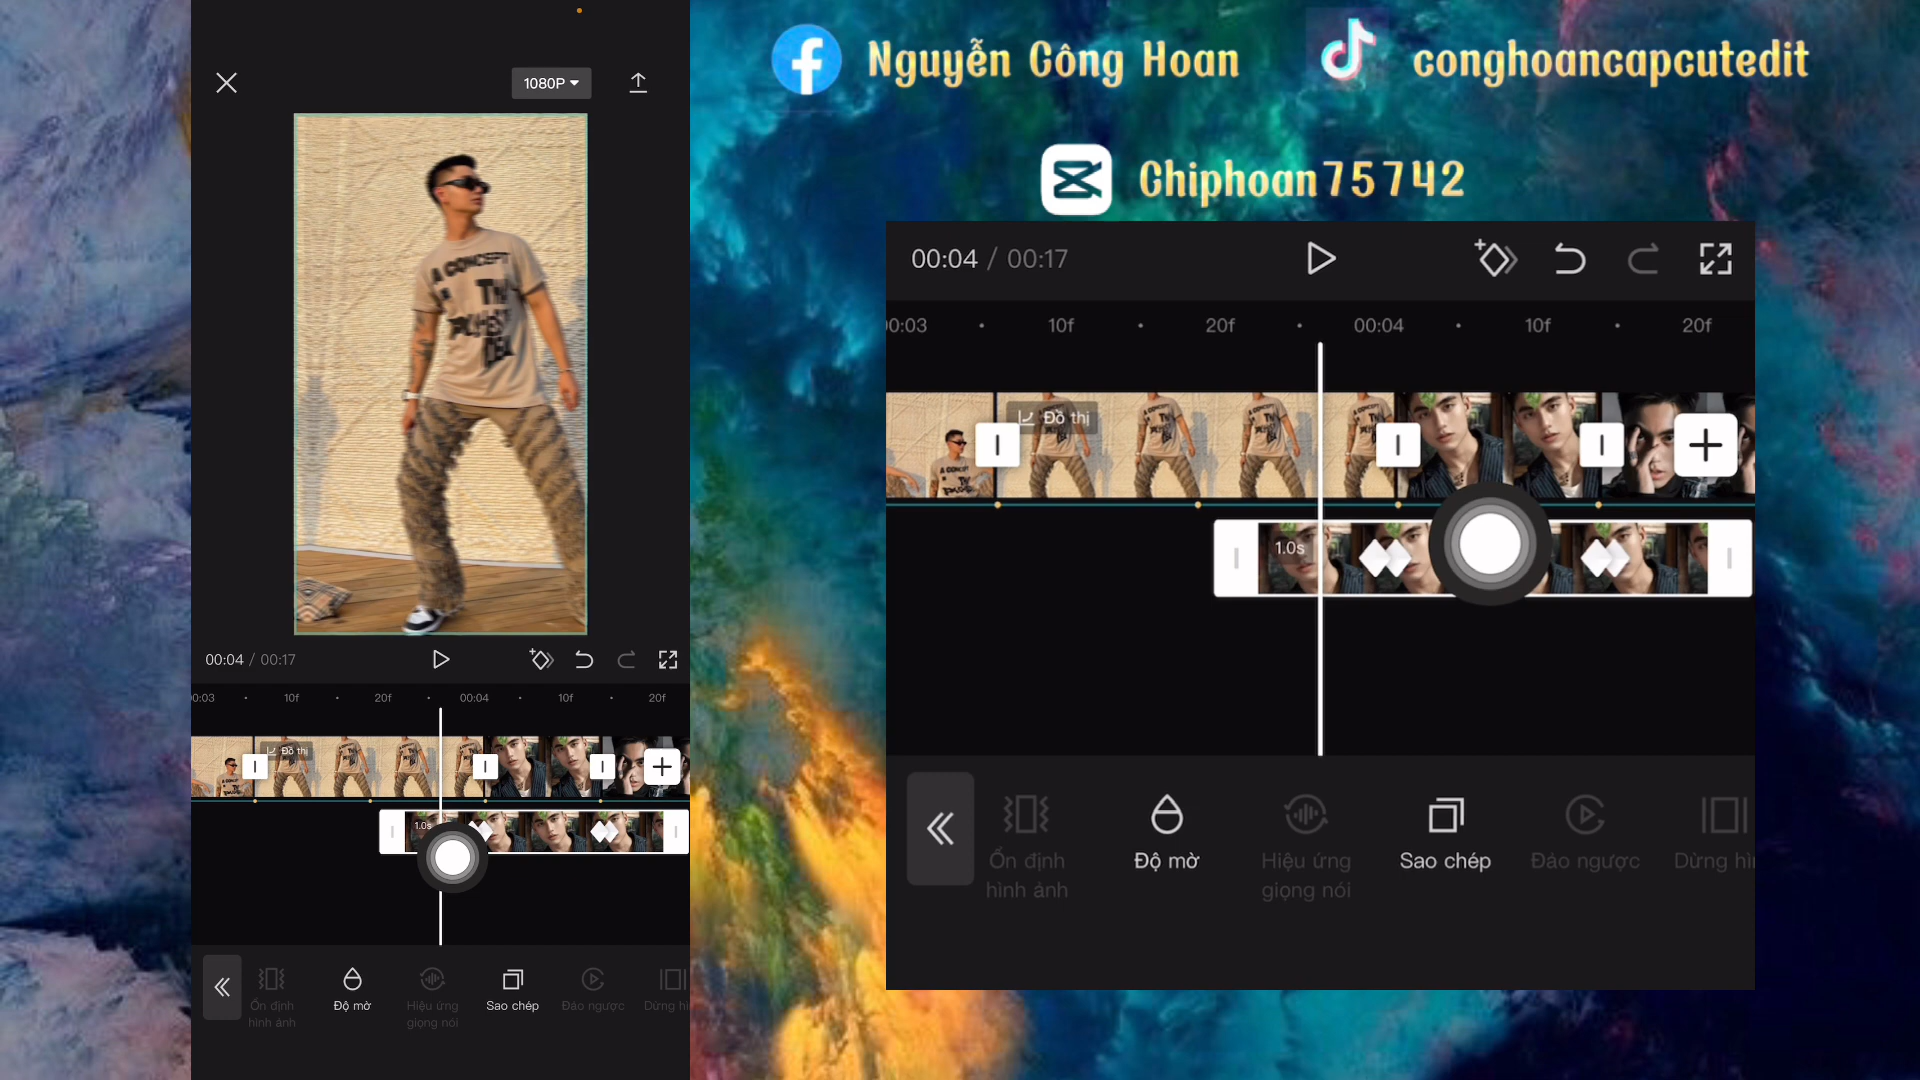 1080P
A CONCEPT
00:04 / 00:17
10f
20f
00:04
10f
20f
Đồ thị
1.0s
Ổn định hình ảnh
Độ mờ
Hiệu ứng giọng nói
Sao chép
Đảo ngược
Nguyễn Công Hoan
conghoancapcutedit
Chiphoan75742
00:04 / 00:17
0:03
10f
20f
00:04
10f
20f
Đồ thị
1.0s
Ổn định
hình ảnh
Độ mờ
Hiệu ứng
giọng nói
Sao chép
Đảo ngược
Dừng hì